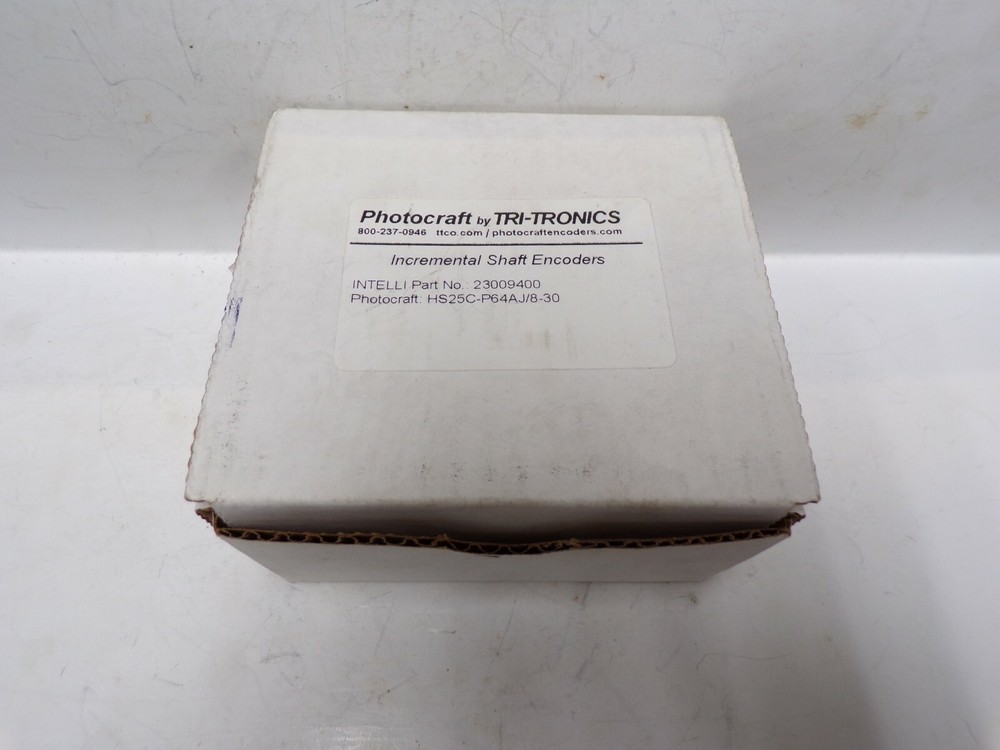 Photocraft by TRI-TRONICS
800-237-0946 ttco.com / photocraftencoders.com
Incremental Shaft Encoders
INTELLI Part No.: 23009400
Photocraft: HS25C-P64AJ/8-30